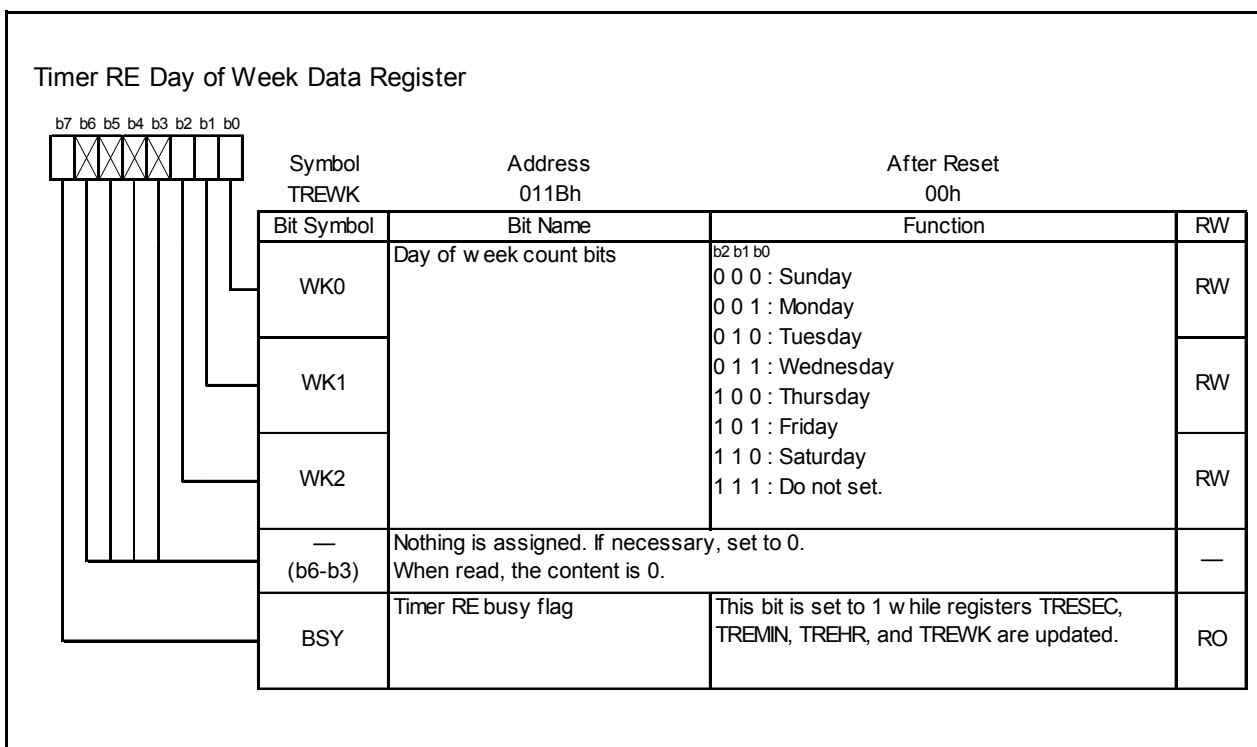 Timer RE Day of Week Data Register
b7 b6 b5 b4 b3 b2 b1 b0
Symbol Address After Reset
TREWK 011Bh 00h
Bit Symbol Bit Name Function RW
WK0 Day of week count bits b2 b1 b0 RW
0 0 0 : Sunday
0 0 1 : Monday
0 1 0 : Tuesday
WK1 0 1 1 : Wednesday RW
1 0 0 : Thursday
1 0 1 : Friday
WK2 1 1 0 : Saturday RW
1 1 1 : Do not set.
— Nothing is assigned. If necessary, set to 0. —
(b6-b3) When read, the content is 0.
BSY Timer RE busy flag This bit is set to 1 while registers TRESEC, RO
TREMIN, TREHR, and TREWK are updated.